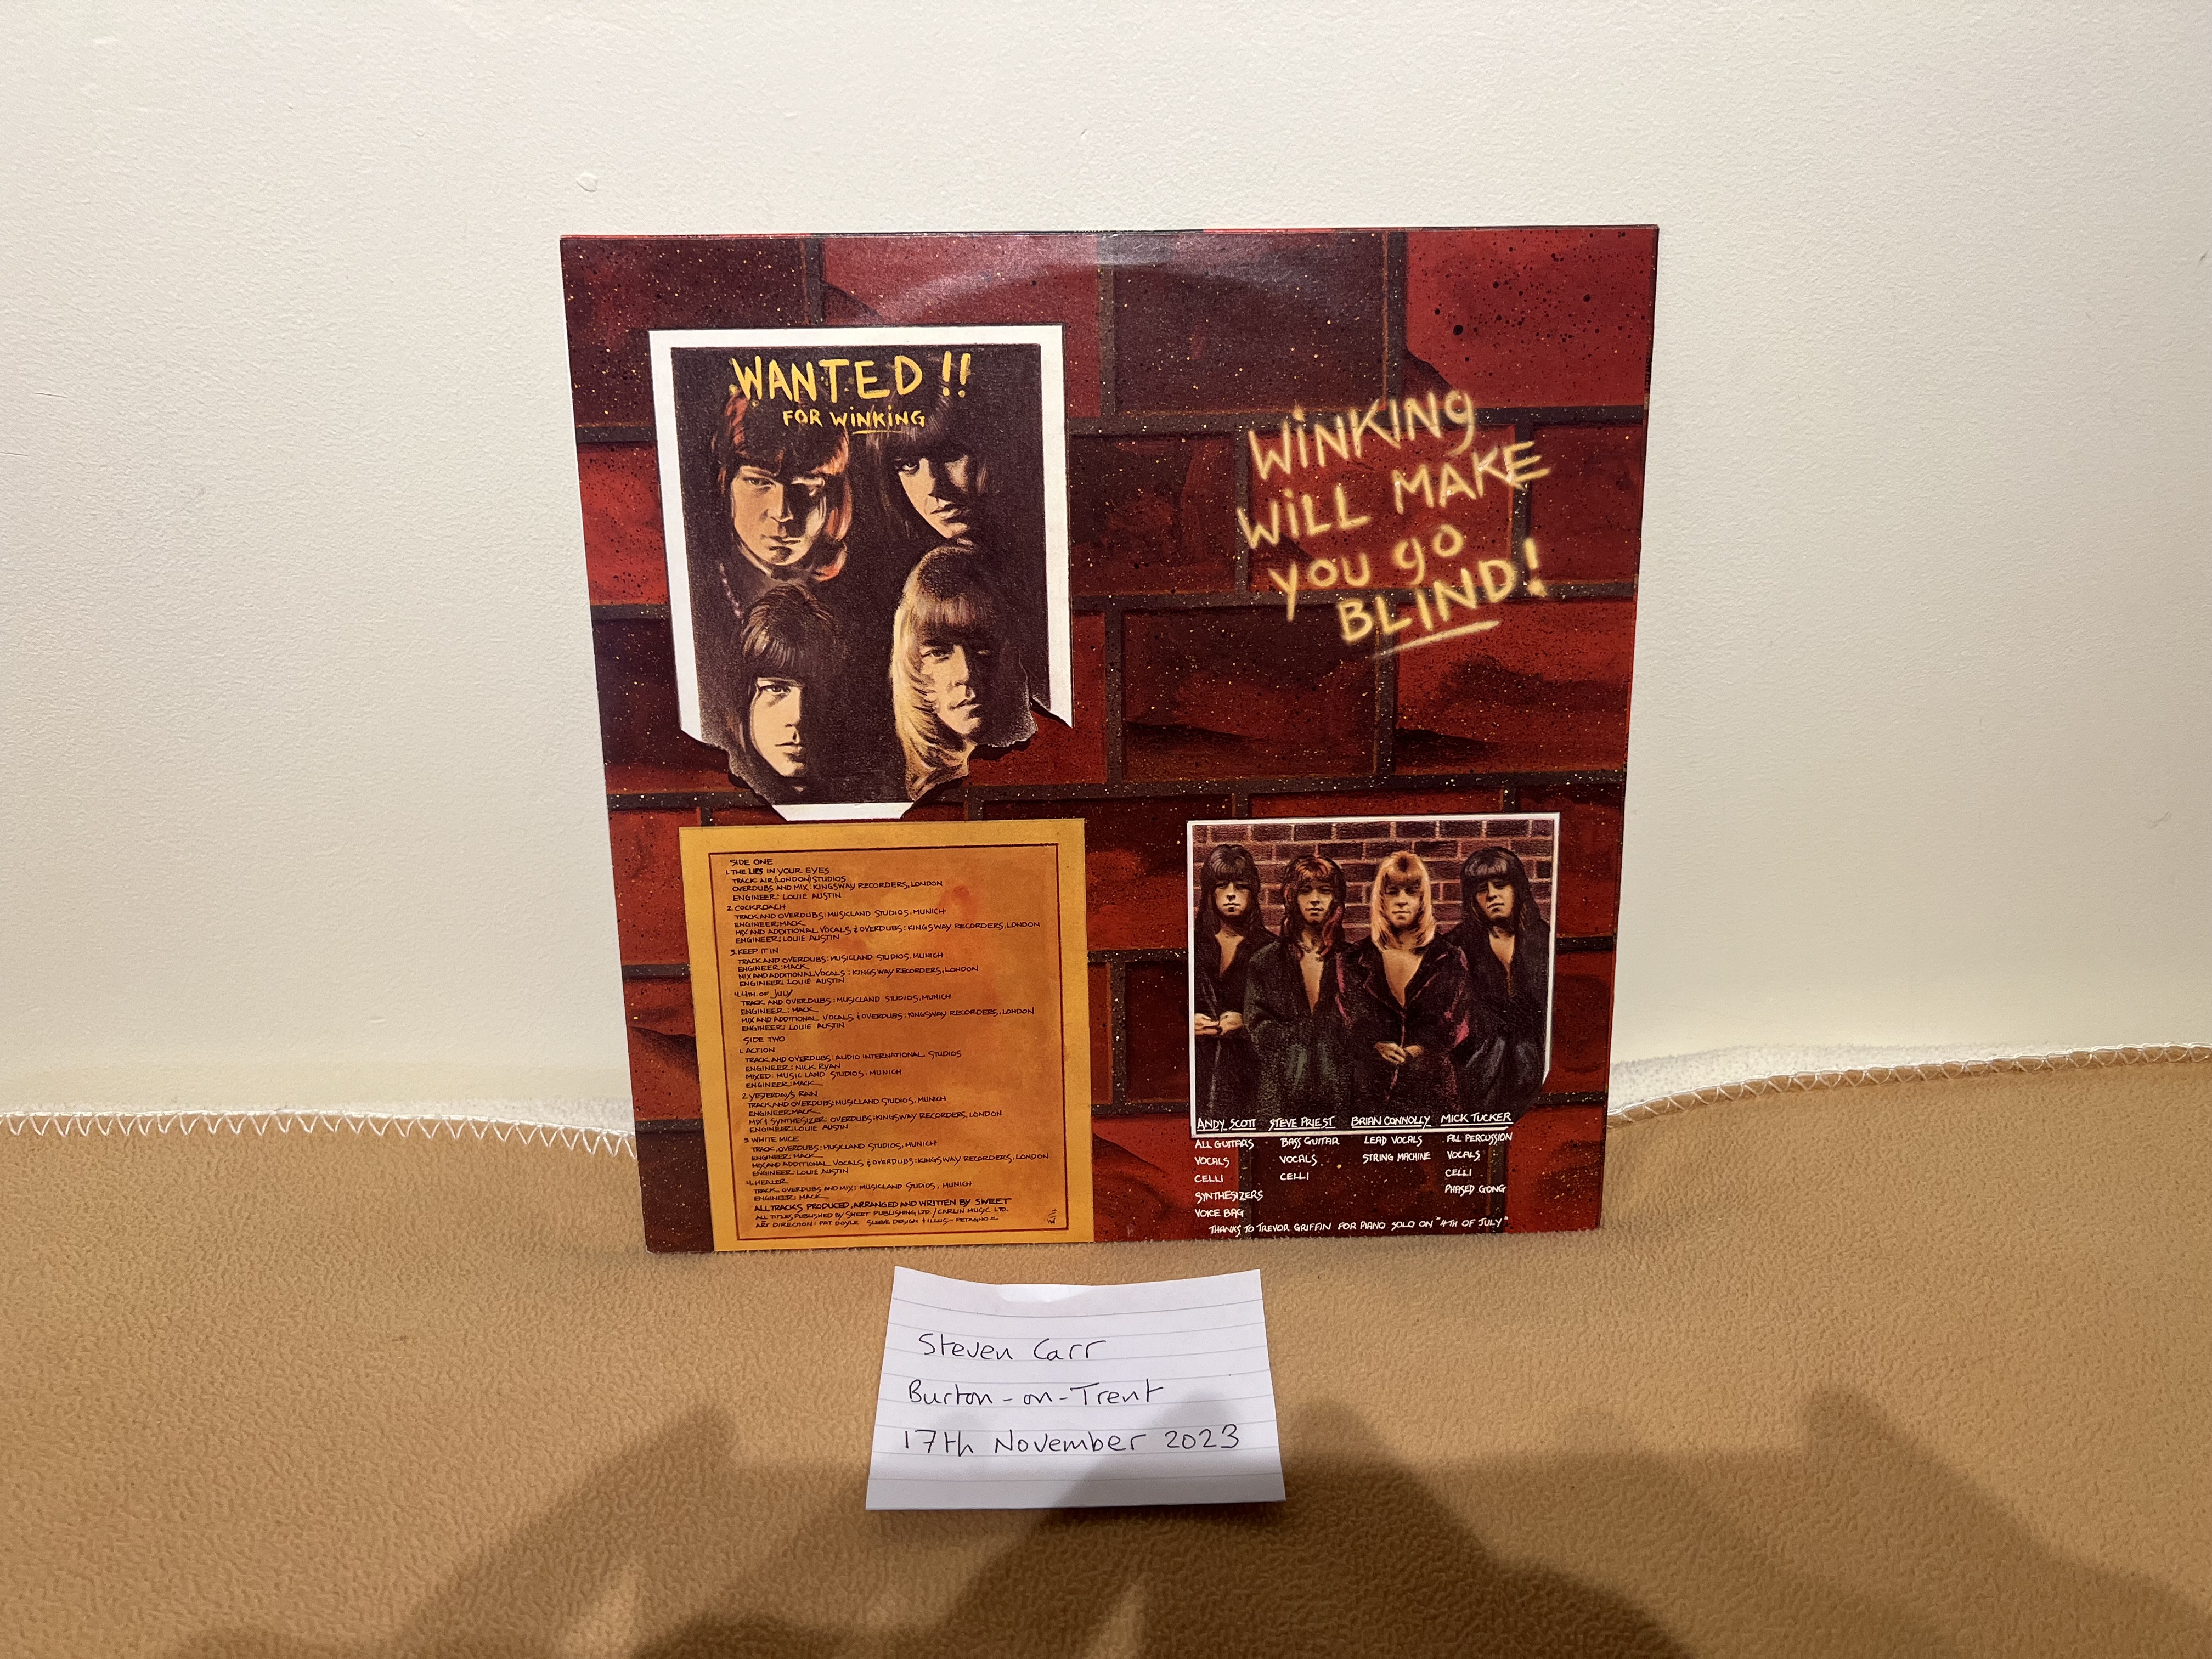 WANTED!!
FOR WINKING
WINKING
WILL MAKE
YOU gO
BLIND!
SIDE ONE
1. THE LIES IN YOUR EYES
TRACK: AIR (LONDON) STUDIOS
OVERDUBS AND MIX: KINGSWAY RECORDERS, LONDON
ENGINEER: LOUIE AUSTIN
2. COCKROACH
TRACK AND OVERDUBS: MUSICLAND STUDIOS, MUNICH
ENGINEER: MACK
MIX AND ADDITIONAL VOCALS & OVERDUBS: KINGSWAY RECORDERS, LONDON
ENGINEER: LOUIE AUSTIN
3. KEEP IT IN
TRACK AND OVERDUBS: MUSICLAND STUDIOS, MUNICH
ENGINEER: MACK
MIX AND ADDITIONAL VOCALS: KINGSWAY RECORDERS, LONDON
ENGINEER: LOUIE AUSTIN
4. 4TH OF JULY
TRACK AND OVERDUBS: MUSICLAND STUDIOS, MUNICH
ENGINEER: MACK
MIX AND ADDITIONAL VOCALS & OVERDUBS: KINGSWAY RECORDERS, LONDON
ENGINEER: LOUIE AUSTIN
SIDE TWO
1. ACTION
TRACK AND OVERDUBS: AUDIO INTERNATIONAL STUDIOS
ENGINEER: NICK RYAN
MIXED: MUSIC LAND STUDIOS, MUNICH
ENGINEER: MACK
2. YESTERDAYS RAIN
TRACK AND OVERDUBS: MUSICLAND STUDIOS, MUNICH
ENGINEER MACK
MIX & SYNTHESIZER OVERDUBS: KINGSWAY RECORDERS, LONDON
ENGINEER: LOUIE AUSTIN
3. WHITE MICE
TRACK, OVERDUBS: MUSICLAND STUDIOS, MUNICH
ENGINEER: MACK
MIX AND ADDITIONAL VOCALS & OVERDUBS: KINGSWAY RECORDERS, LONDON
ENGINEER: LOUIE AUSTIN
4. HEALER
TRACK, OVERDUBS AND MIX: MUSICLAND STUDIOS, MUNICH
ENGINEER: MACK
ALL TRACKS PRODUCED, ARRANGED AND WRITTEN BY SWEET
ALL TITLES PUBLISHED BY SWEET PUBLISHING LTD. / CARLIN MUSIC LTD.
ART DIRECTION: PAT DOYLE SLEEVE DESIGN & ILLUS:- PETAGNO
ANDY SCOTT STEVE PRIEST BRIAN CONNOLLY MICK TUCKER
ALL GUITARS BASS GUITAR LEAD VOCALS ALL PERCUSSION
VOCALS VOCALS STRING MACHINE VOCALS
CELLI CELLI CELLI
SYNTHESIZERS PHASED GONG
VOICE BAG
THANKS TO TREVOR GRIFFIN FOR PIANO SOLO ON "4TH OF JULY"
Steven Carr
Burton-on-Trent
17th November 2023